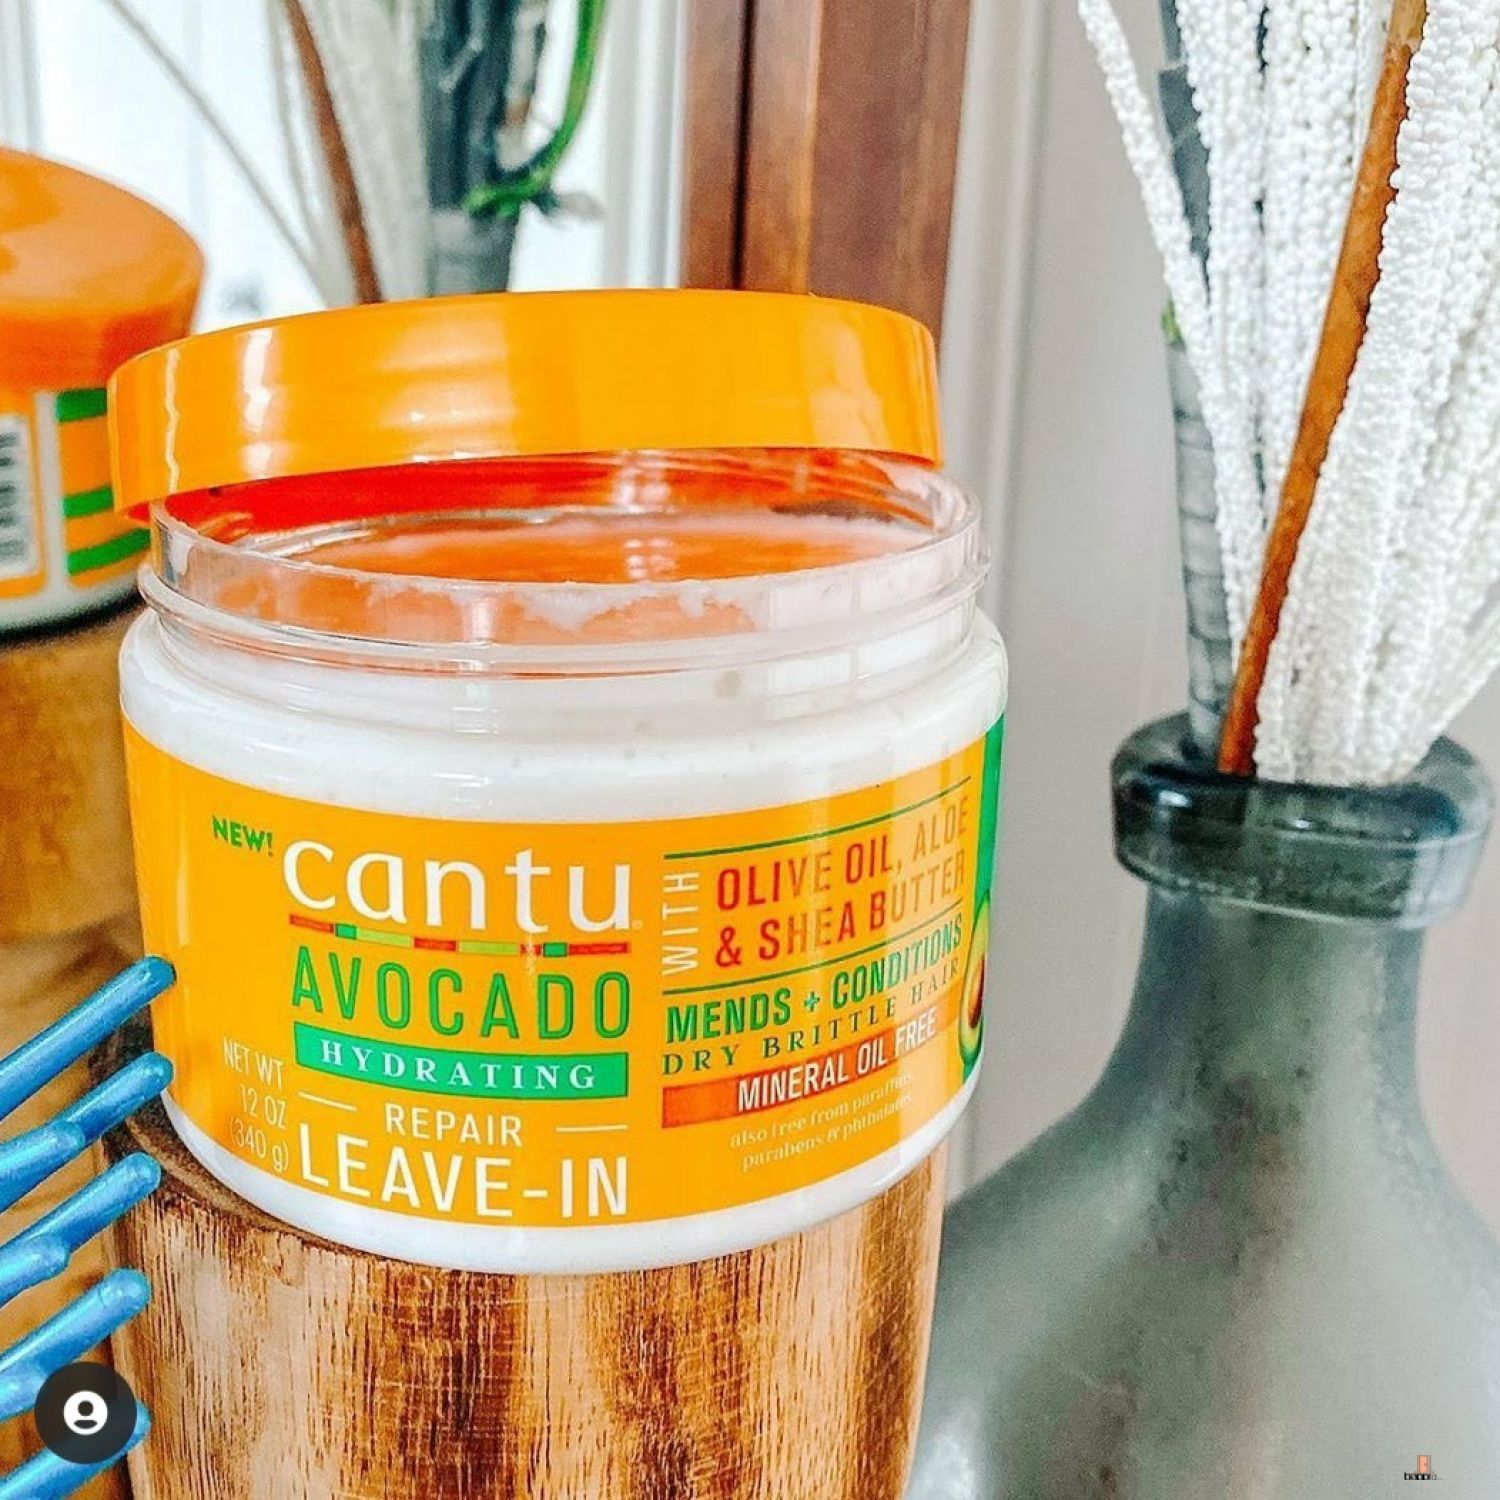 NEW!
cantu
AVOCADO
HYDRATING
REPAIR
LEAVE-IN
NET WT
12 OZ
(340 g)
WITH
OLIVE OIL, ALOE
& SHEA BUTTER
MENDS + CONDITIONS
DRY BRITTLE HAIR
MINERAL OIL FREE
also free from paraffins,
parabens & phthalates